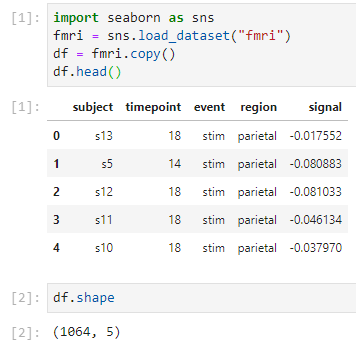 [1]: import seaborn as sns
fmri = sns.load_dataset("fmri")
df = fmri.copy()
df.head()
[1]: subject timepoint event region signal
0 s13 18 stim parietal -0.017552
1 s5 14 stim parietal -0.080883
2 s12 18 stim parietal -0.081033
3 s11 18 stim parietal -0.046134
4 s10 18 stim parietal -0.037970
[2]: df.shape
[2]: (1064, 5)